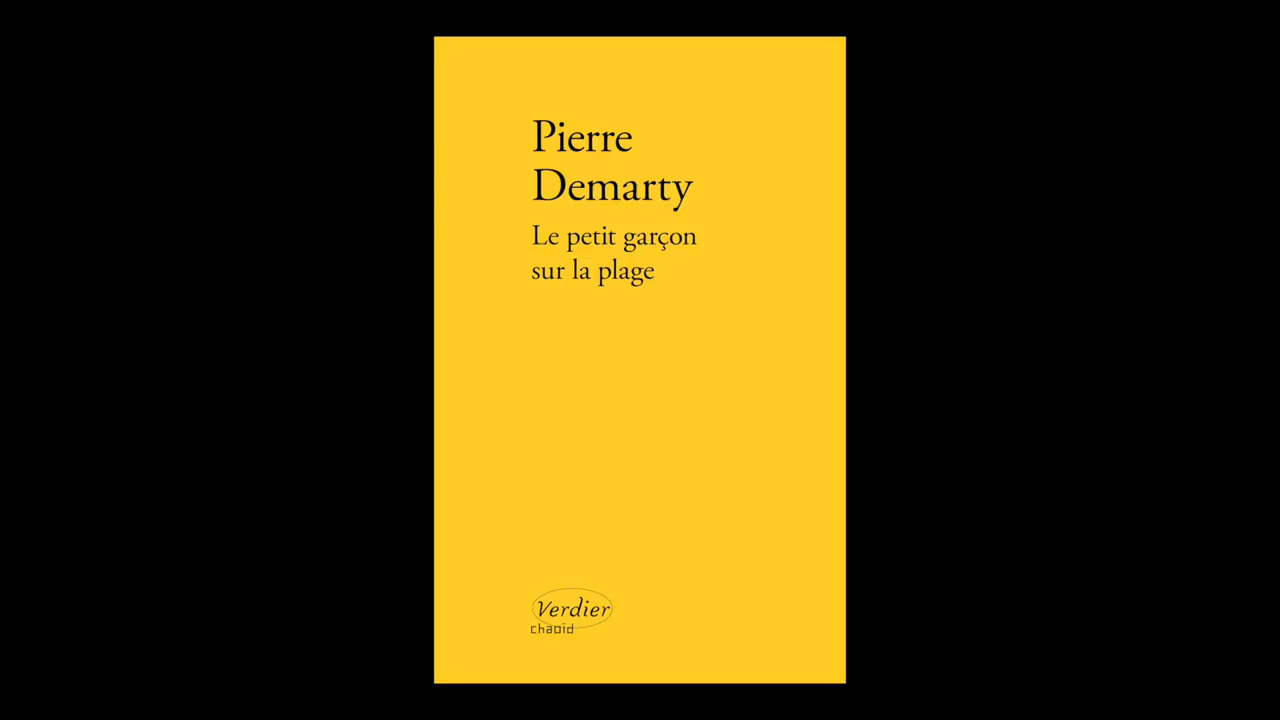 Pierre
Demarty
Le petit garçon
sur la plage
Verdier
chaoïd